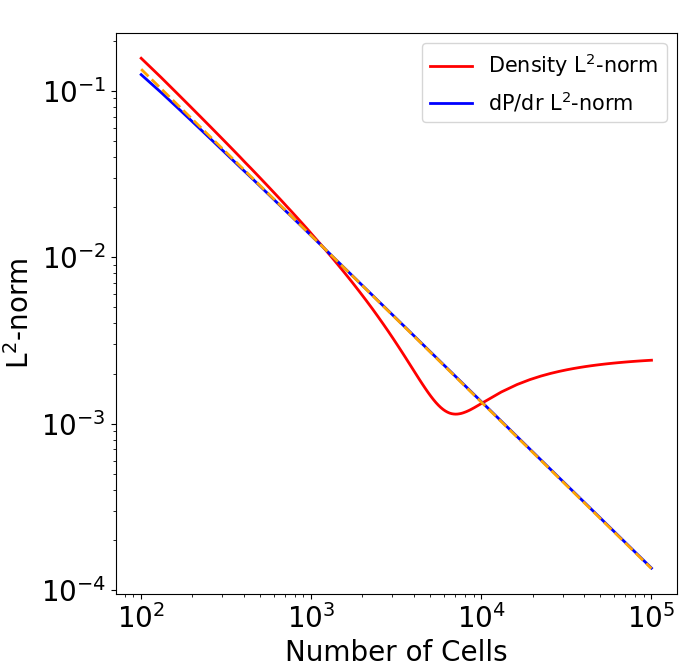 Density L²-norm
dP/dr L²-norm
10⁻¹
10⁻²
10⁻³
10⁻⁴
L²-norm
10²
10³
10⁴
10⁵
Number of Cells